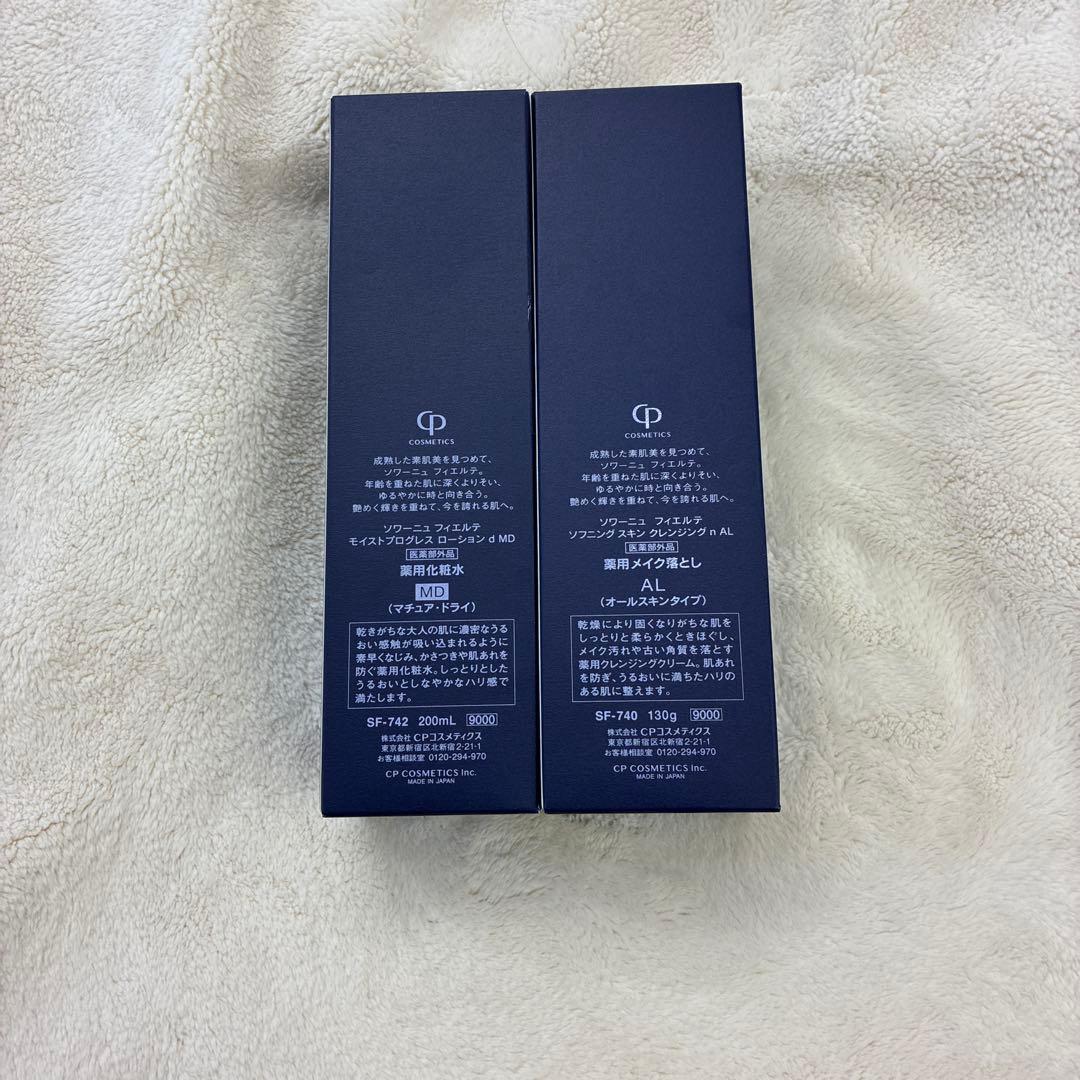 CP
COSMETICS
成熟した素肌美を見つめて、
ソワーニュ フィエルテ。
年齢を重ねた肌に深くよりそい、
ゆるやかに時と向き合う。
艶めく輝きを重ねて、今を誇れる肌へ。
ソワーニュ フィエルテ
モイストプログレス ローション d MD
医薬部外品
薬用化粧水
MD
(マチュア・ドライ)
乾きがちな大人の肌に濃密なうる
おい感触が吸い込まれるように
素早くなじみ、かさつきや肌あれを
防ぐ薬用化粧水。しっとりとした
うるおいとしなやかなハリ感で
満たします。
SF-742 200mL 9000
株式会社 CPコスメティクス
東京都新宿区北新宿2-21-1
お客様相談室 0120-294-970
CP COSMETICS Inc.
MADE IN JAPAN
CP
COSMETICS
成熟した素肌美を見つめて、
ソワーニュ フィエルテ。
年齢を重ねた肌に深くよりそい、
ゆるやかに時と向き合う。
艶めく輝きを重ねて、今を誇れる肌へ。
ソワーニュ フィエルテ
ソフニング スキン クレンジング n AL
医薬部外品
薬用メイク落とし
AL
(オールスキンタイプ)
乾燥により固くなりがちな肌を
しっとりと柔らかくときほぐし、
メイク汚れや古い角質を落とす
薬用クレンジングクリーム。肌あれ
を防ぎ、うるおいに満ちたハリの
ある肌に整えます。
SF-740 130g 9000
株式会社 CPコスメティクス
東京都新宿区北新宿2-21-1
お客様相談室 0120-294-970
CP COSMETICS Inc.
MADE IN JAPAN